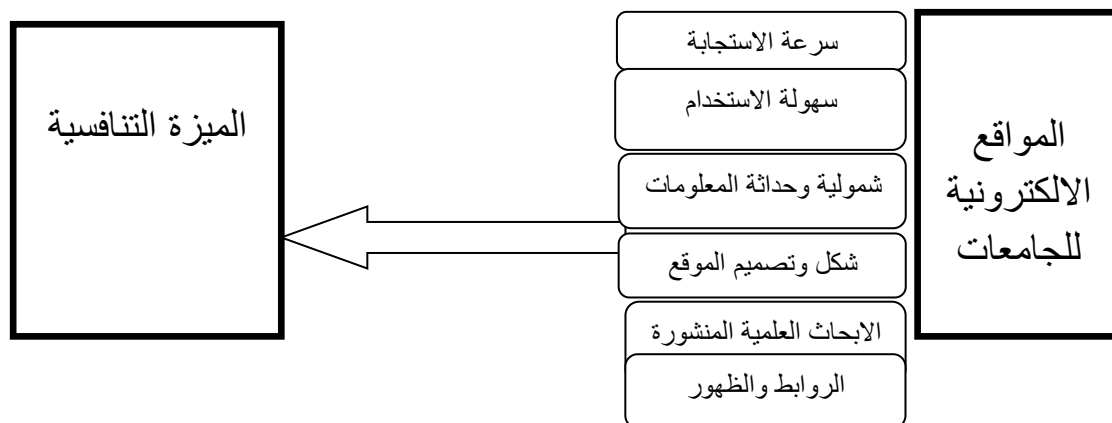 المواقع
الالكترونية
للجامعات
سرعة الاستجابة
سهولة الاستخدام
شمولية وحداثة المعلومات
شكل وتصميم الموقع
الابحاث العلمية المنشورة
الروابط والظهور
الميزة التنافسية